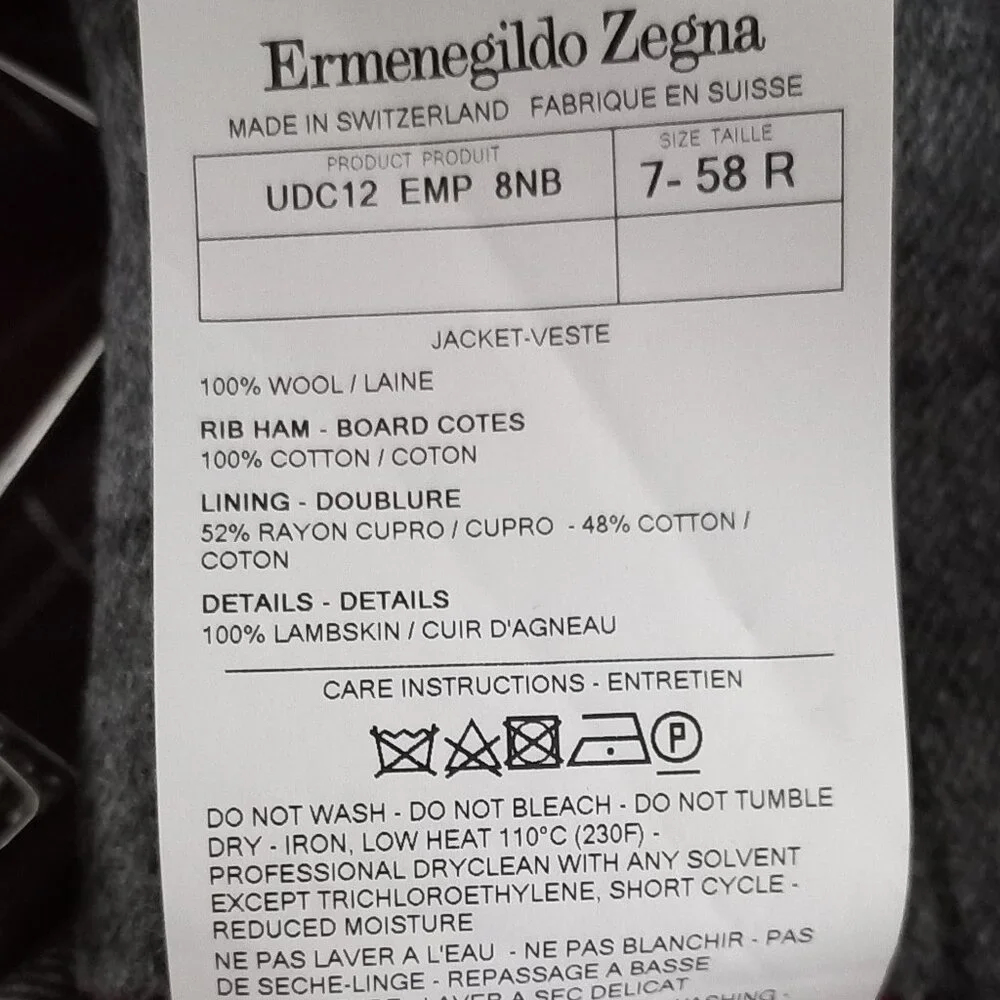 Ermenegildo Zegna
MADE IN SWITZERLAND FABRIQUE EN SUISSE
PRODUCT PRODUIT
UDC12 EMP 8NB
SIZE TAILLE
7- 58 R
JACKET-VESTE
100% WOOL / LAINE
RIB HAM - BOARD COTES
100% COTTON / COTON
LINING - DOUBLURE
52% RAYON CUPRO / CUPRO - 48% COTTON /
COTON
DETAILS - DETAILS
100% LAMBSKIN / CUIR D'AGNEAU
CARE INSTRUCTIONS - ENTRETIEN
P
DO NOT WASH - DO NOT BLEACH - DO NOT TUMBLE
DRY - IRON, LOW HEAT 110°C (230F) -
PROFESSIONAL DRYCLEAN WITH ANY SOLVENT
EXCEPT TRICHLOROETHYLENE, SHORT CYCLE -
REDUCED MOISTURE
NE PAS LAVER A L'EAU - NE PAS BLANCHIR - PAS
DE SECHE-LINGE - REPASSAGE A BASSE
LAVER A SEC DELICAT